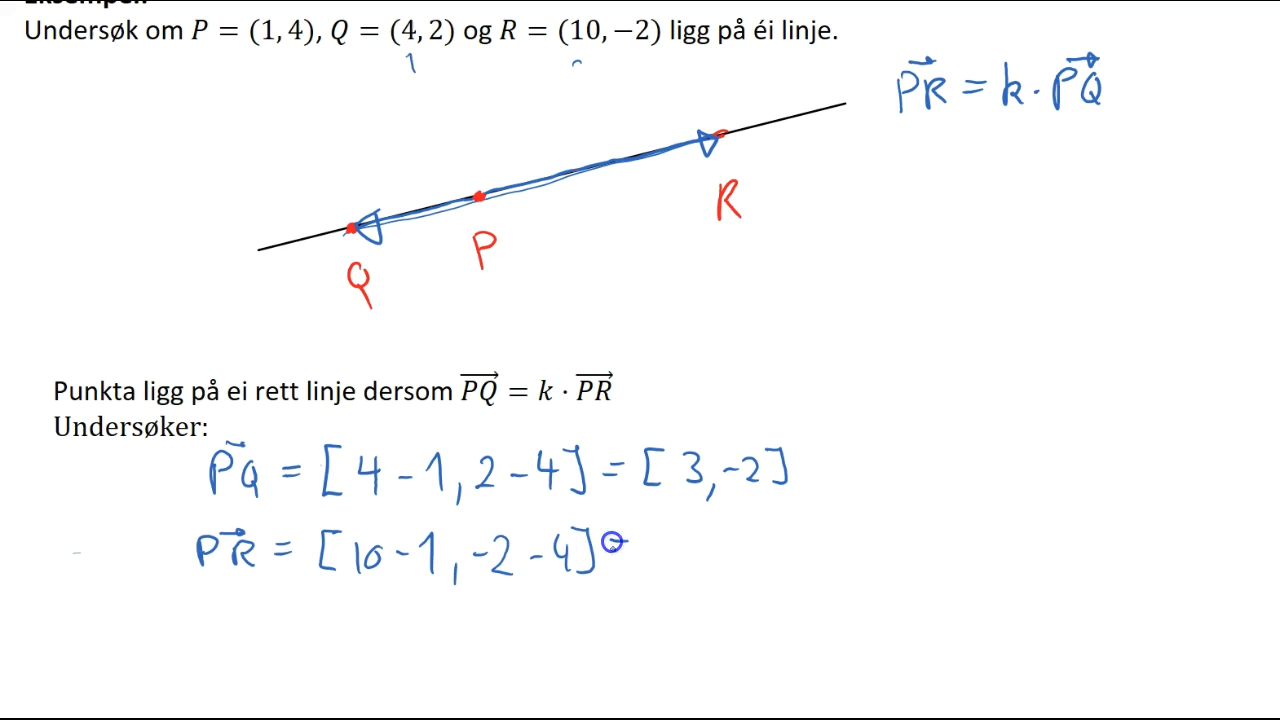 Eksempel:
Undersøk om P = (1, 4), Q = (4, 2) og R = (10, −2) ligg på éi linje.
PR⃗ = k · PQ⃗
R
P
Q
Punkta ligg på ei rett linje dersom PQ⃗ = k · PR⃗
Undersøker:
PQ⃗ = [4 − 1, 2 − 4] = [3, −2]
PR⃗ = [10 − 1, −2 − 4] =